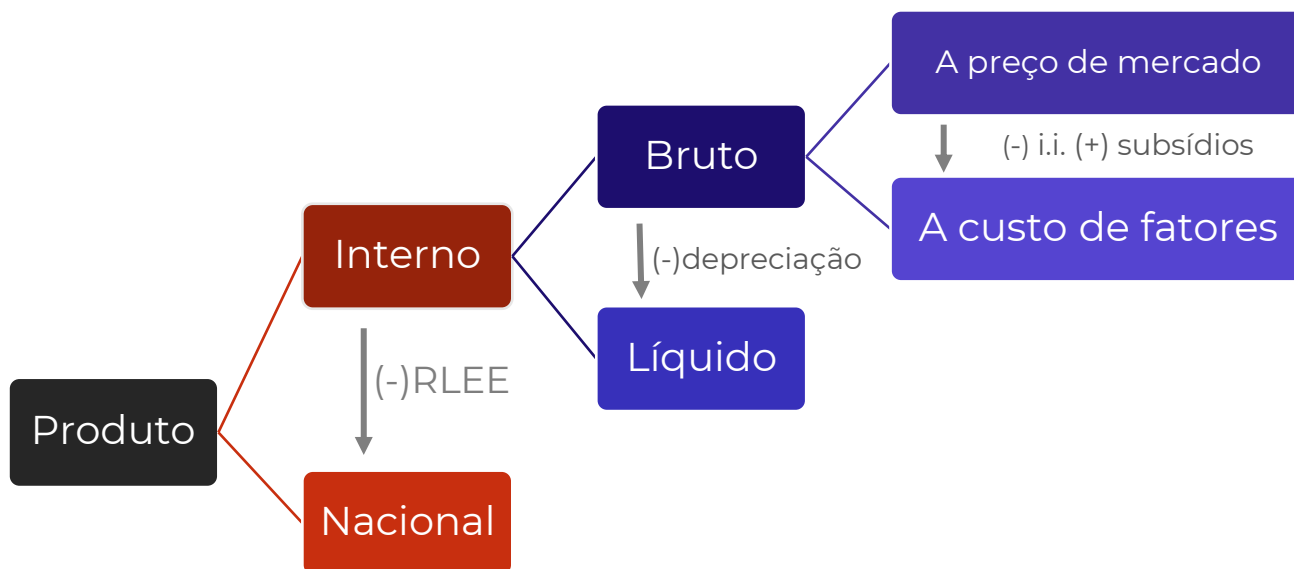 A preço de mercado
(-) i.i. (+) subsídios
Bruto
A custo de fatores
Interno
(-)depreciação
Líquido
(-)RLEE
Produto
Nacional